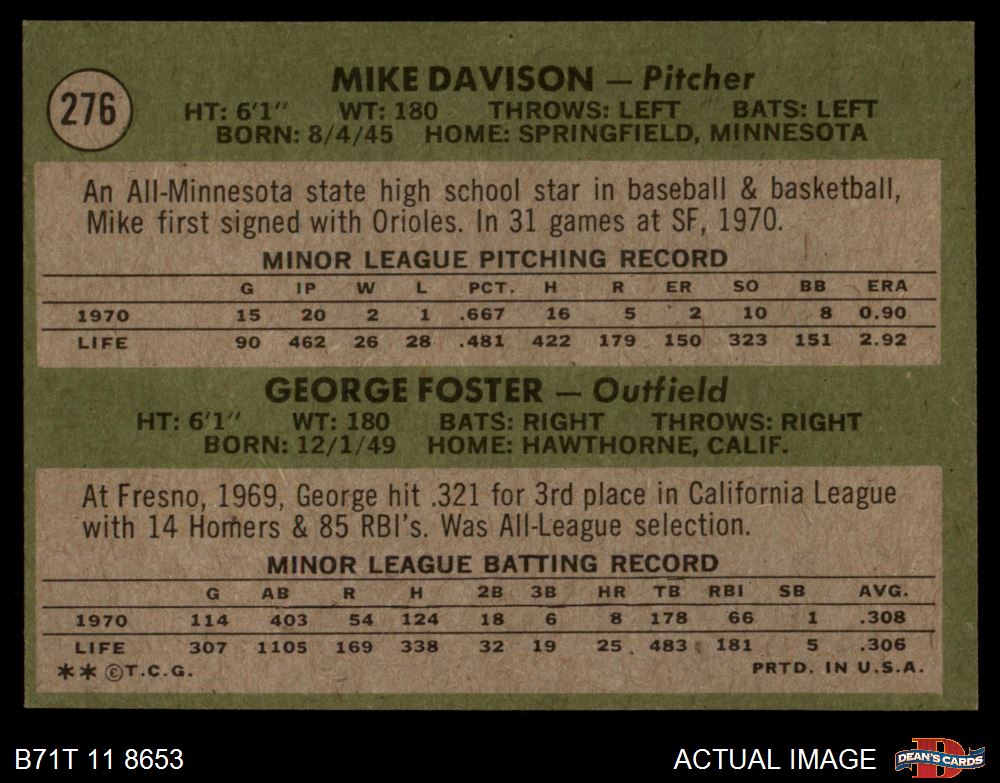 276
MIKE DAVISON — Pitcher
HT: 6'1" WT: 180 THROWS: LEFT BATS: LEFT
BORN: 8/4/45 HOME: SPRINGFIELD, MINNESOTA
An All-Minnesota state high school star in baseball & basketball,
Mike first signed with Orioles. In 31 games at SF, 1970.
MINOR LEAGUE PITCHING RECORD
G IP W L PCT. H R ER SO BB ERA
1970 15 20 2 1 .667 16 5 2 10 8 0.90
LIFE 90 462 26 28 .481 422 179 150 323 151 2.92
GEORGE FOSTER — Outfield
HT: 6'1" WT: 180 BATS: RIGHT THROWS: RIGHT
BORN: 12/1/49 HOME: HAWTHORNE, CALIF.
At Fresno, 1969, George hit .321 for 3rd place in California League
with 14 Homers & 85 RBI's. Was All-League selection.
MINOR LEAGUE BATTING RECORD
G AB R H 2B 3B HR TB RBI SB AVG.
1970 114 403 54 124 18 6 8 178 66 1 .308
LIFE 307 1105 169 338 32 19 25 483 181 5 .306
** ©T.C.G. PRTD. IN U.S.A.
B71T 11 8653 ACTUAL IMAGE D DEAN'S CARDS